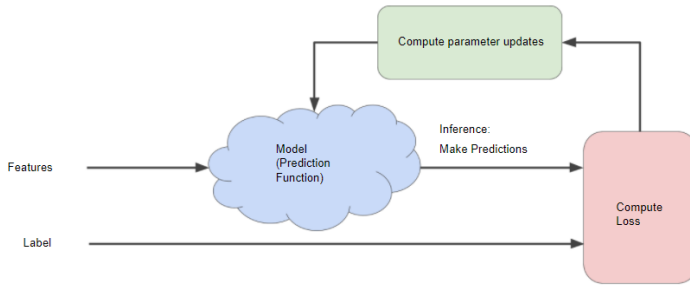 Compute parameter updates
Inference:
Make Predictions
Model
(Prediction
Function)
Features
Compute
Loss
Label